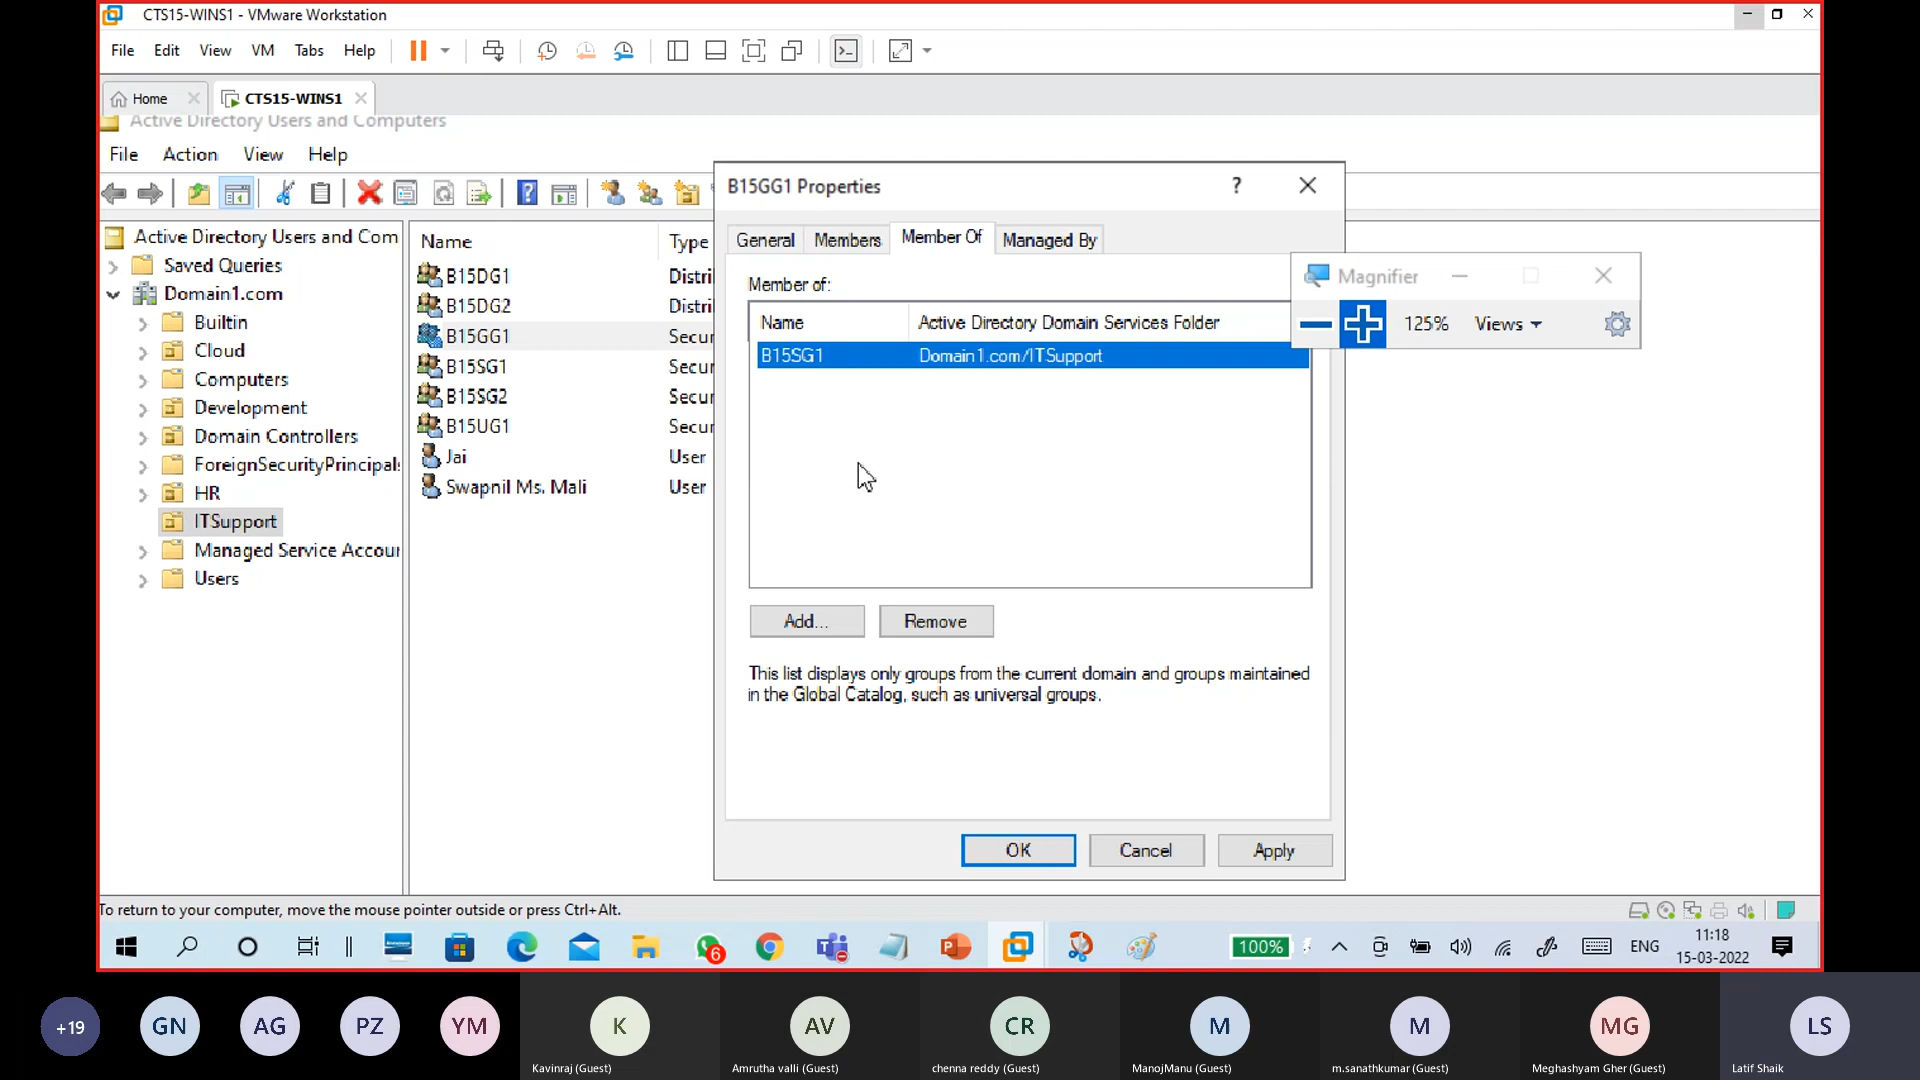 CTS15-WINS1 - VMware Workstation
File Edit View VM Tabs Help
Home CTS15-WINS1
Active Directory Users and Computers
File Action View Help
Active Directory Users and Com
Saved Queries
Domain1.com
Builtin
Cloud
Computers
Development
Domain Controllers
ForeignSecurityPrincipals
HR
ITSupport
Managed Service Accour
Users
Name Type
B15DG1 Distri
B15DG2 Distri
B15GG1 Secur
B15SG1 Secur
B15SG2 Secur
B15UG1 Secur
Jai User
Swapnil Ms. Mali User
B15GG1 Properties ?
General Members Member Of Managed By
Member of:
Name Active Directory Domain Services Folder
B15SG1 Domain1.com/ITSupport
Add... Remove
This list displays only groups from the current domain and groups maintained
in the Global Catalog, such as universal groups.
OK Cancel Apply
Magnifier
125% Views
To return to your computer, move the mouse pointer outside or press Ctrl+Alt.
6
100%
ENG
11:18
15-03-2022
+19 GN AG PZ YM K AV CR M M MG LS
Kavinraj (Guest) Amrutha valli (Guest) chenna reddy (Guest) ManojManu (Guest) m.sanathkumar (Guest) Meghashyam Gher (Guest) Latif Shaik